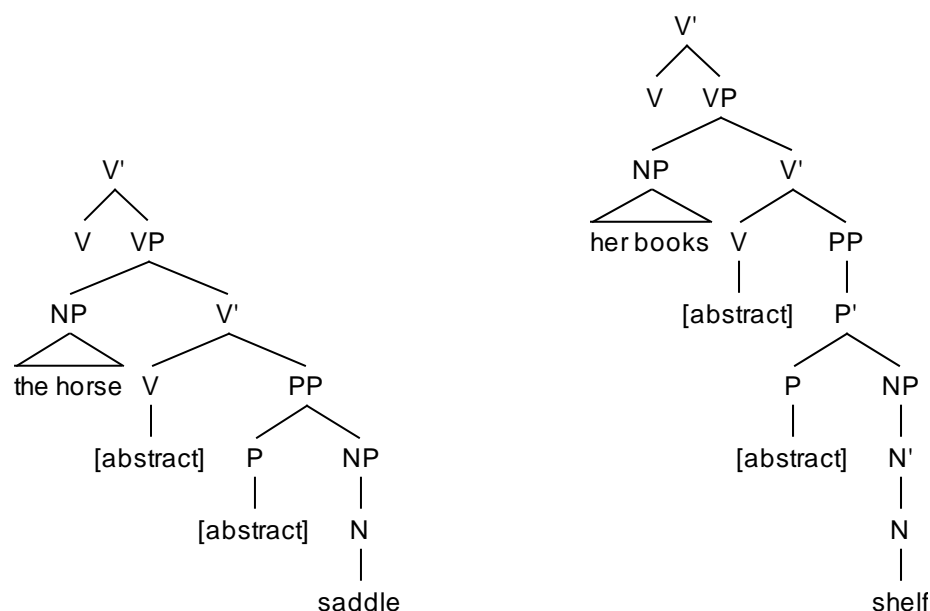 V'
V VP
NP V'
the horse V PP
[abstract] P NP
[abstract] N
saddle
V'
V VP
NP V'
her books V PP
[abstract] P'
P NP
[abstract] N'
N
shelf